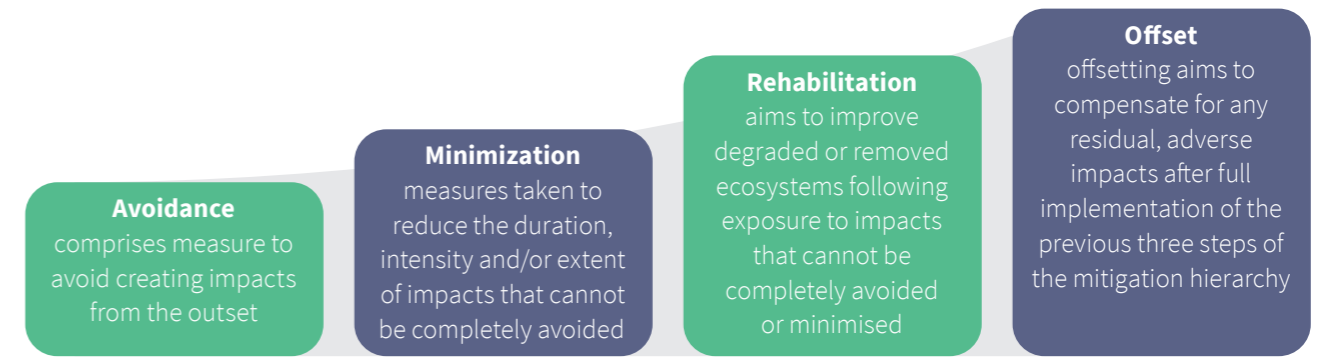 Avoidance
comprises measure to
avoid creating impacts
from the outset
Minimization
measures taken to
reduce the duration,
intensity and/or extent
of impacts that cannot
be completely avoided
Rehabilitation
aims to improve
degraded or removed
ecosystems following
exposure to impacts
that cannot be
completely avoided
or minimised
Offset
offsetting aims to
compensate for any
residual, adverse
impacts after full
implementation of the
previous three steps of
the mitigation hierarchy